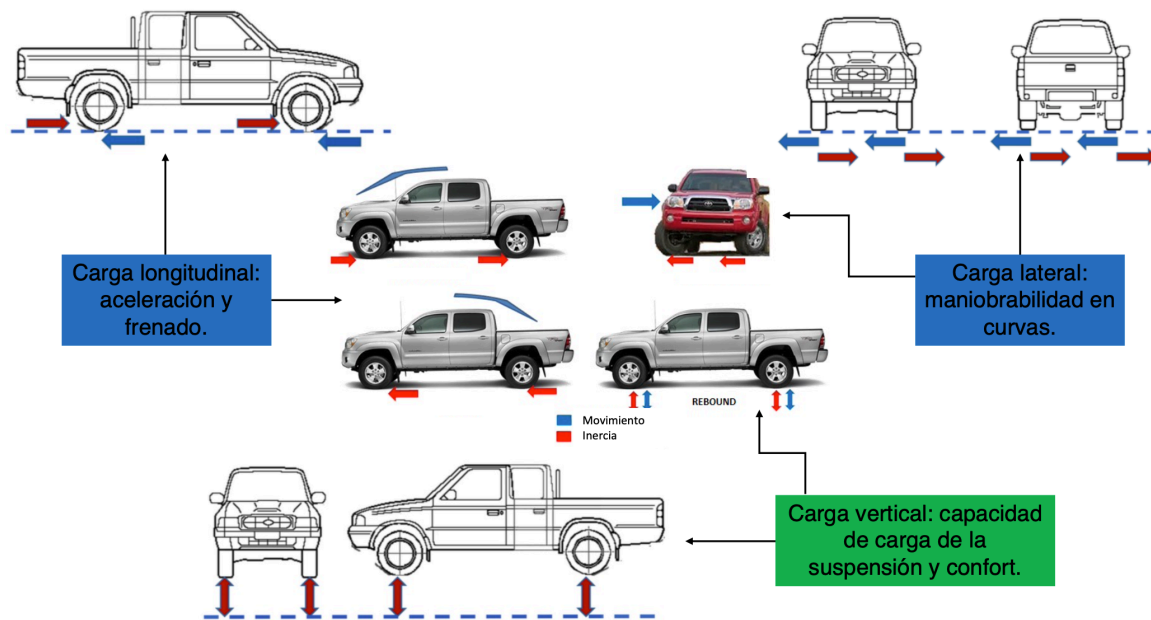 Carga longitudinal:
aceleración y
frenado.
Carga lateral:
maniobrabilidad en
curvas.
REBOUND
Movimiento
Inercia
Carga vertical: capacidad
de carga de la
suspensión y confort.